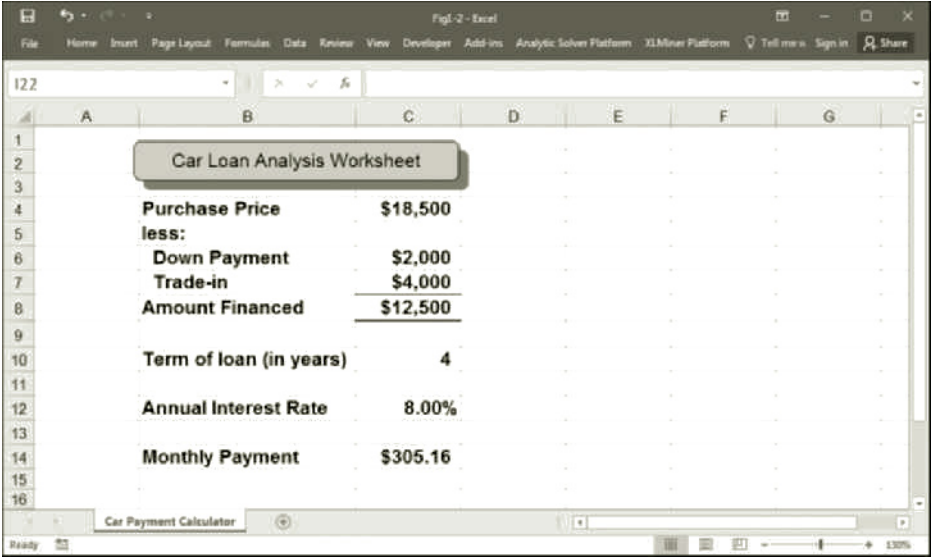 Fig1-2 - Excel
File Home Insert Page Layout Formulas Data Review View Developer Add-ins Analytic Solver Platform XLMiner Platform Tell me Sign in Share
I22 fx
A B C D E F G
1
2 Car Loan Analysis Worksheet
3
4 Purchase Price $18,500
5 less:
6 Down Payment $2,000
7 Trade-in $4,000
8 Amount Financed $12,500
9
10 Term of loan (in years) 4
11
12 Annual Interest Rate 8.00%
13
14 Monthly Payment $305.16
15
16
Car Payment Calculator
Ready 130%